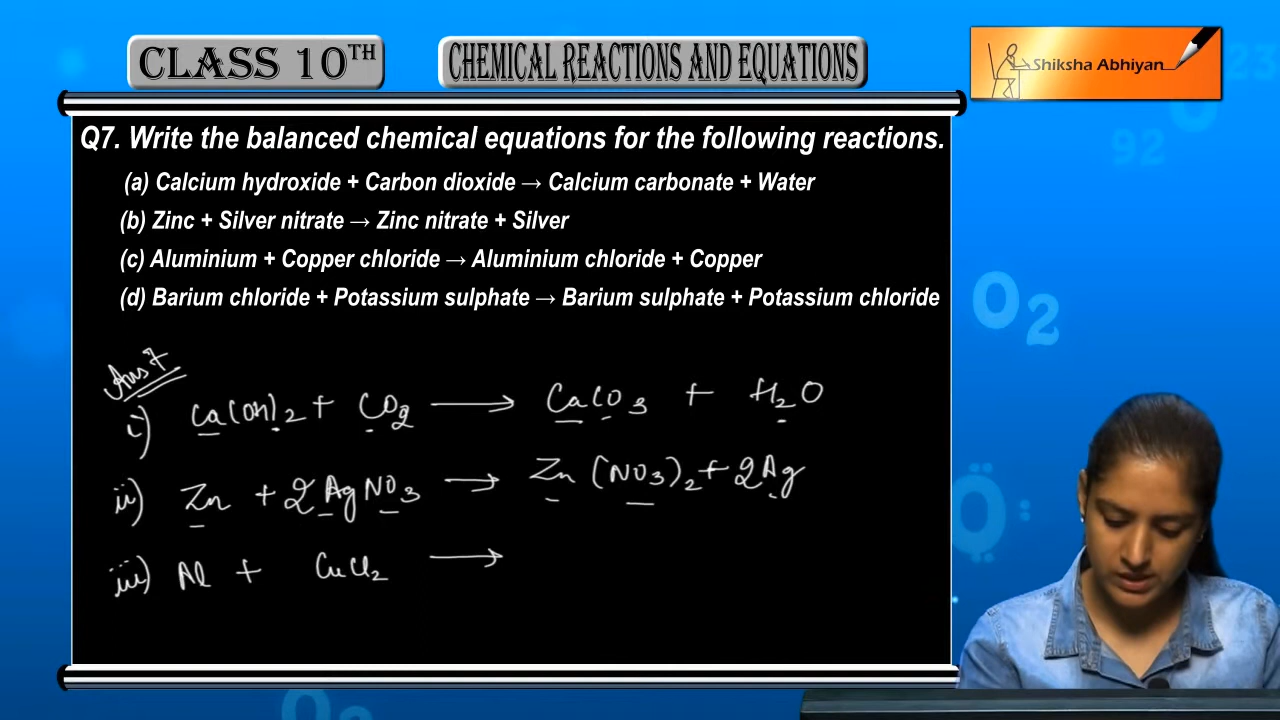 CLASS 10TH
CHEMICAL REACTIONS AND EQUATIONS
Shiksha Abhiyan
23
92
O2
O2
Q7. Write the balanced chemical equations for the following reactions.
(a) Calcium hydroxide + Carbon dioxide → Calcium carbonate + Water
(b) Zinc + Silver nitrate → Zinc nitrate + Silver
(c) Aluminium + Copper chloride → Aluminium chloride + Copper
(d) Barium chloride + Potassium sulphate → Barium sulphate + Potassium chloride
Ans 7
i) Ca(OH)2 + CO2 → CaCO3 + H2O
ii) Zn + 2AgNO3 → Zn(NO3)2 + 2Ag
iii) Al + CuCl2 →